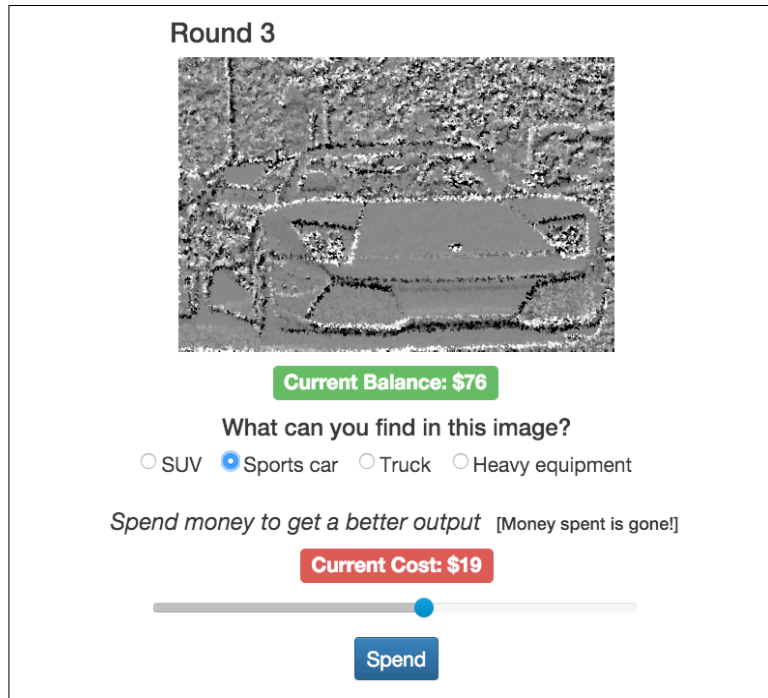 Round 3
Current Balance: $76
What can you find in this image?
SUV Sports car Truck Heavy equipment
Spend money to get a better output [Money spent is gone!]
Current Cost: $19
Spend